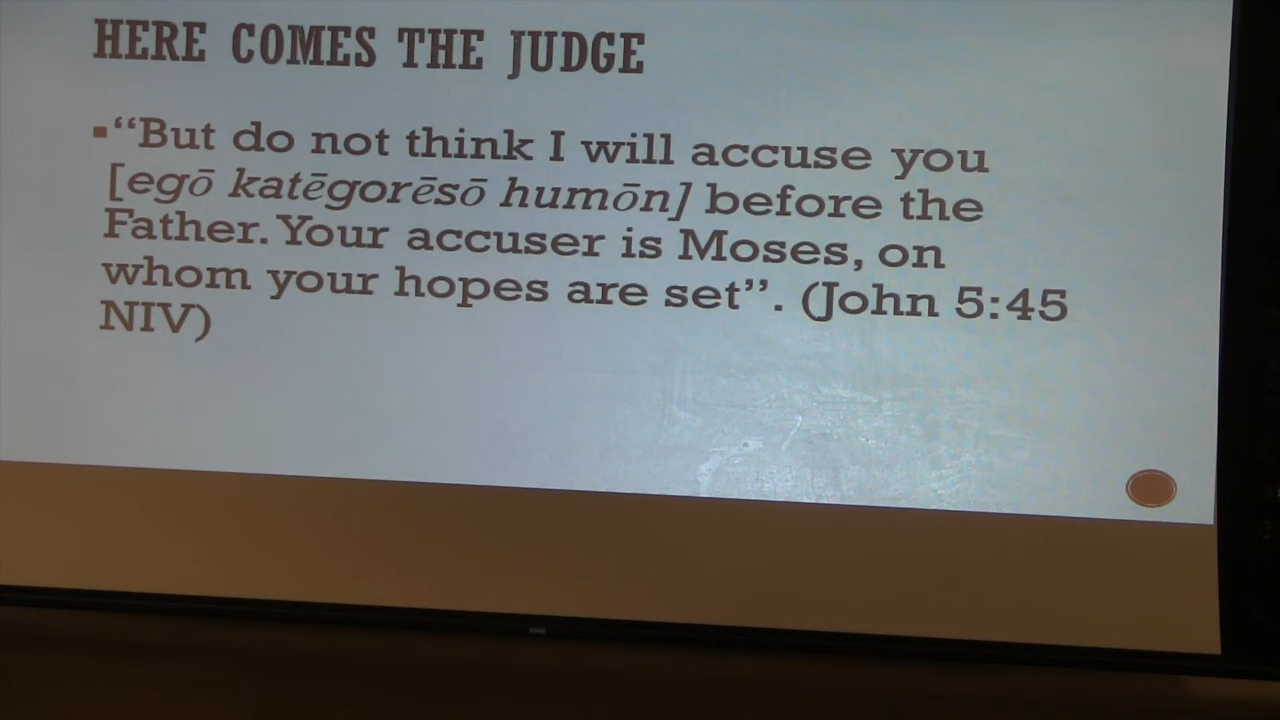 HERE COMES THE JUDGE
▪“But do not think I will accuse you
[egō katēgorēsō humōn] before the
Father. Your accuser is Moses, on
whom your hopes are set”. (John 5:45
NIV)